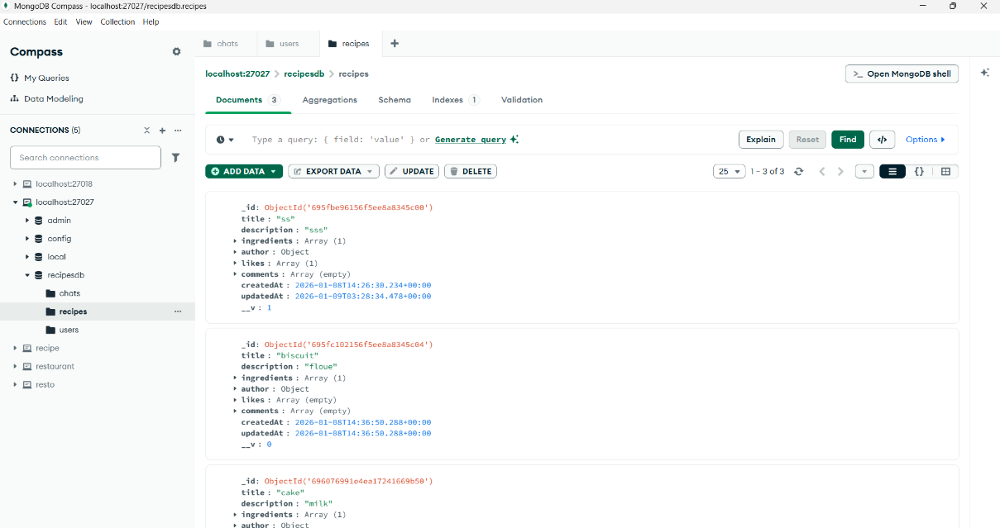 MongoDB Compass - localhost:27027/recipesdb.recipes
Connections Edit View Collection Help
Compass
My Queries
Data Modeling
CONNECTIONS (5)
Search connections
localhost:27018
localhost:27027
admin
config
local
recipesdb
chats
recipes
users
recipe
restaurant
resto
chats users recipes
localhost:27027 > recipesdb > recipes
>_ Open MongoDB shell
Documents 3 Aggregations Schema Indexes 1 Validation
Type a query: { field: 'value' } or Generate query
Explain Reset Find </> Options
ADD DATA EXPORT DATA UPDATE DELETE
25 1 – 3 of 3 {}
_id: ObjectId('695fbe96156f5ee8a8345c00')
title : "ss"
description : "sss"
ingredients : Array (1)
author : Object
likes : Array (1)
comments : Array (empty)
createdAt : 2026-01-08T14:26:30.234+00:00
updatedAt : 2026-01-09T03:28:34.478+00:00
__v : 1
_id: ObjectId('695fc102156f5ee8a8345c04')
title : "biscuit"
description : "floue"
ingredients : Array (1)
author : Object
likes : Array (empty)
comments : Array (empty)
createdAt : 2026-01-08T14:36:50.288+00:00
updatedAt : 2026-01-08T14:36:50.288+00:00
__v : 0
_id: ObjectId('696076991e4ea17241669b50')
title : "cake"
description : "milk"
ingredients : Array (1)
author : Object